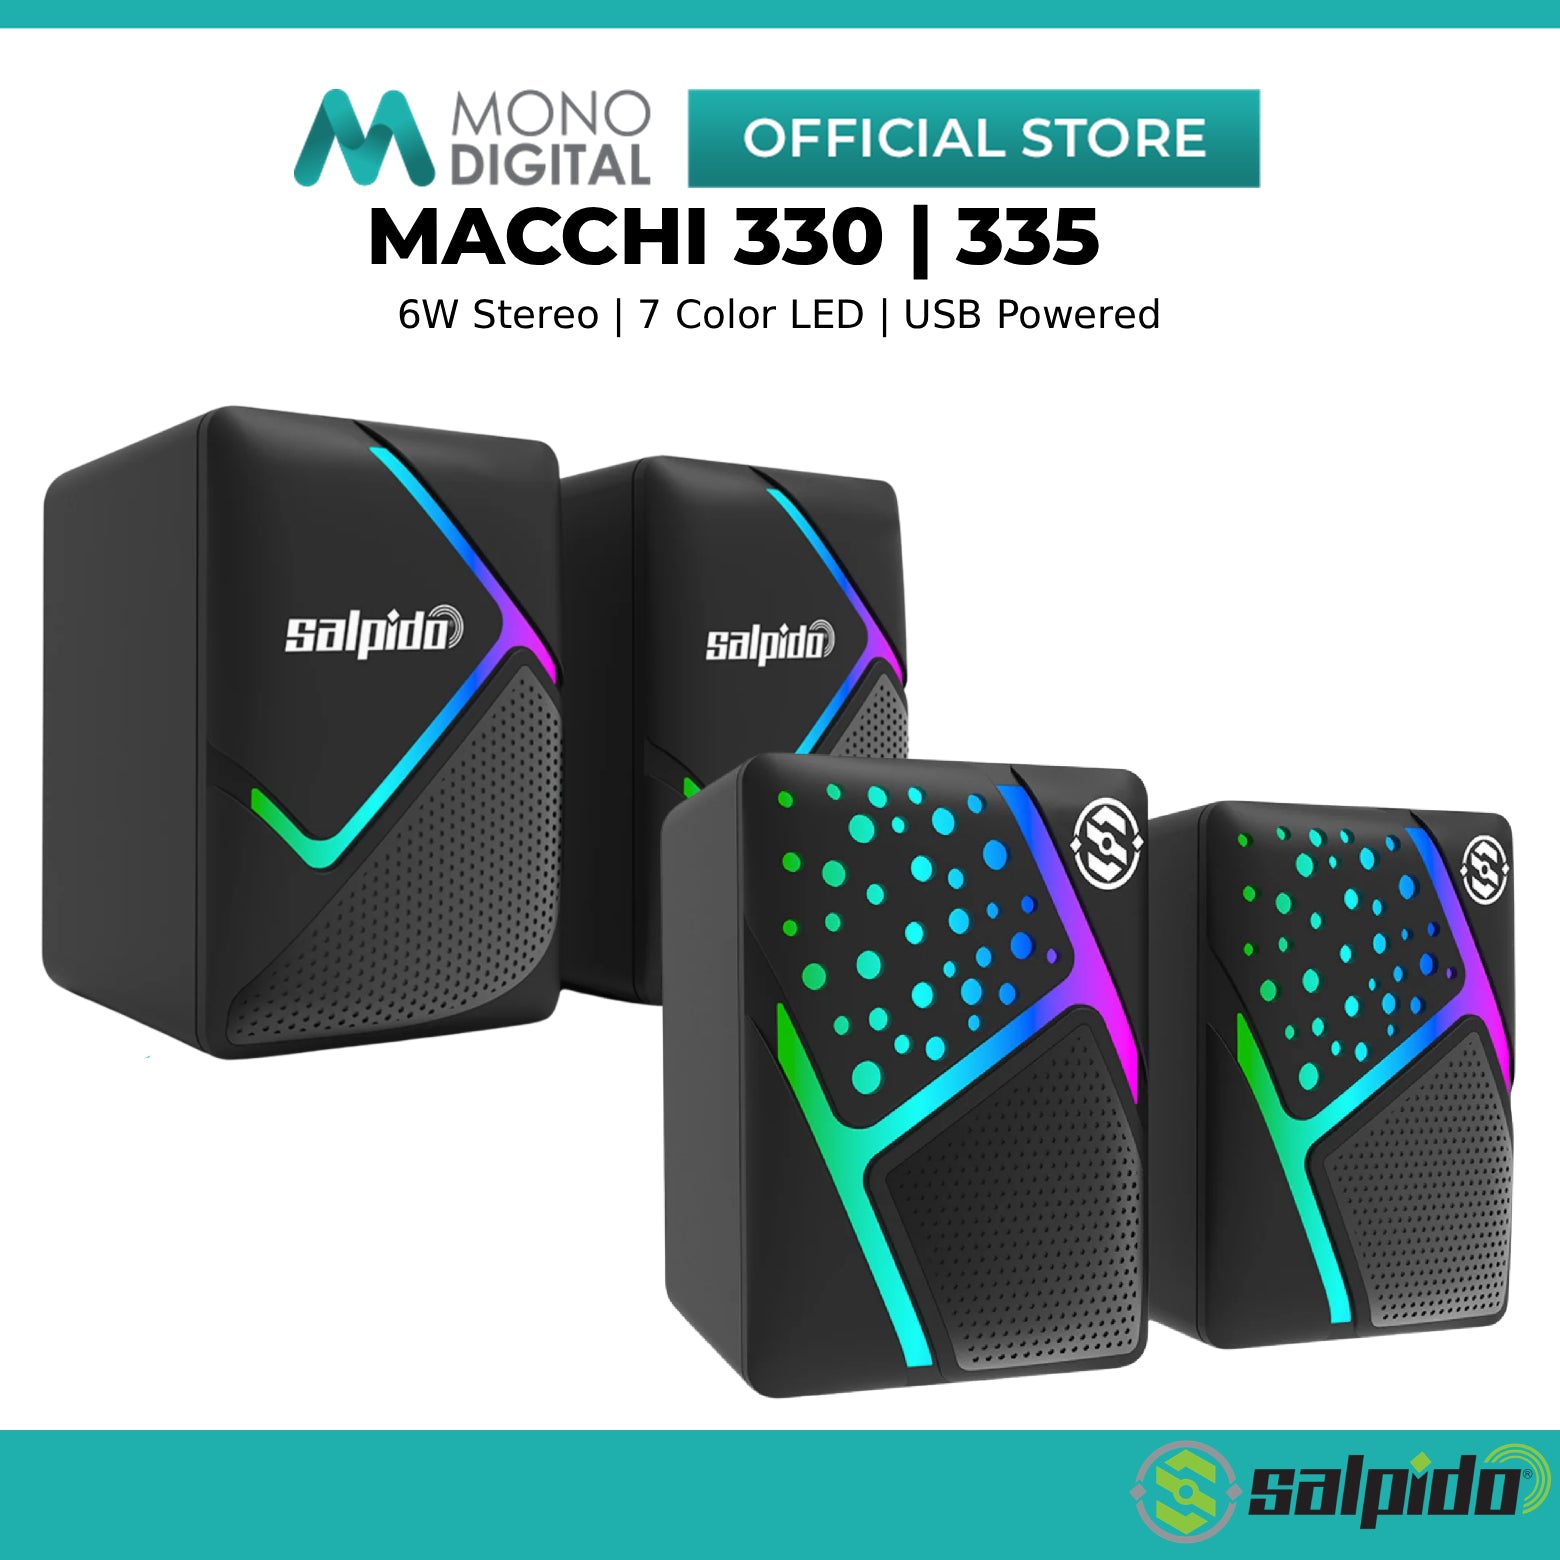 MONO
DIGITAL
OFFICIAL STORE
MACCHI 330 | 335
6W Stereo | 7 Color LED | USB Powered
salpido
salpido
salpido®